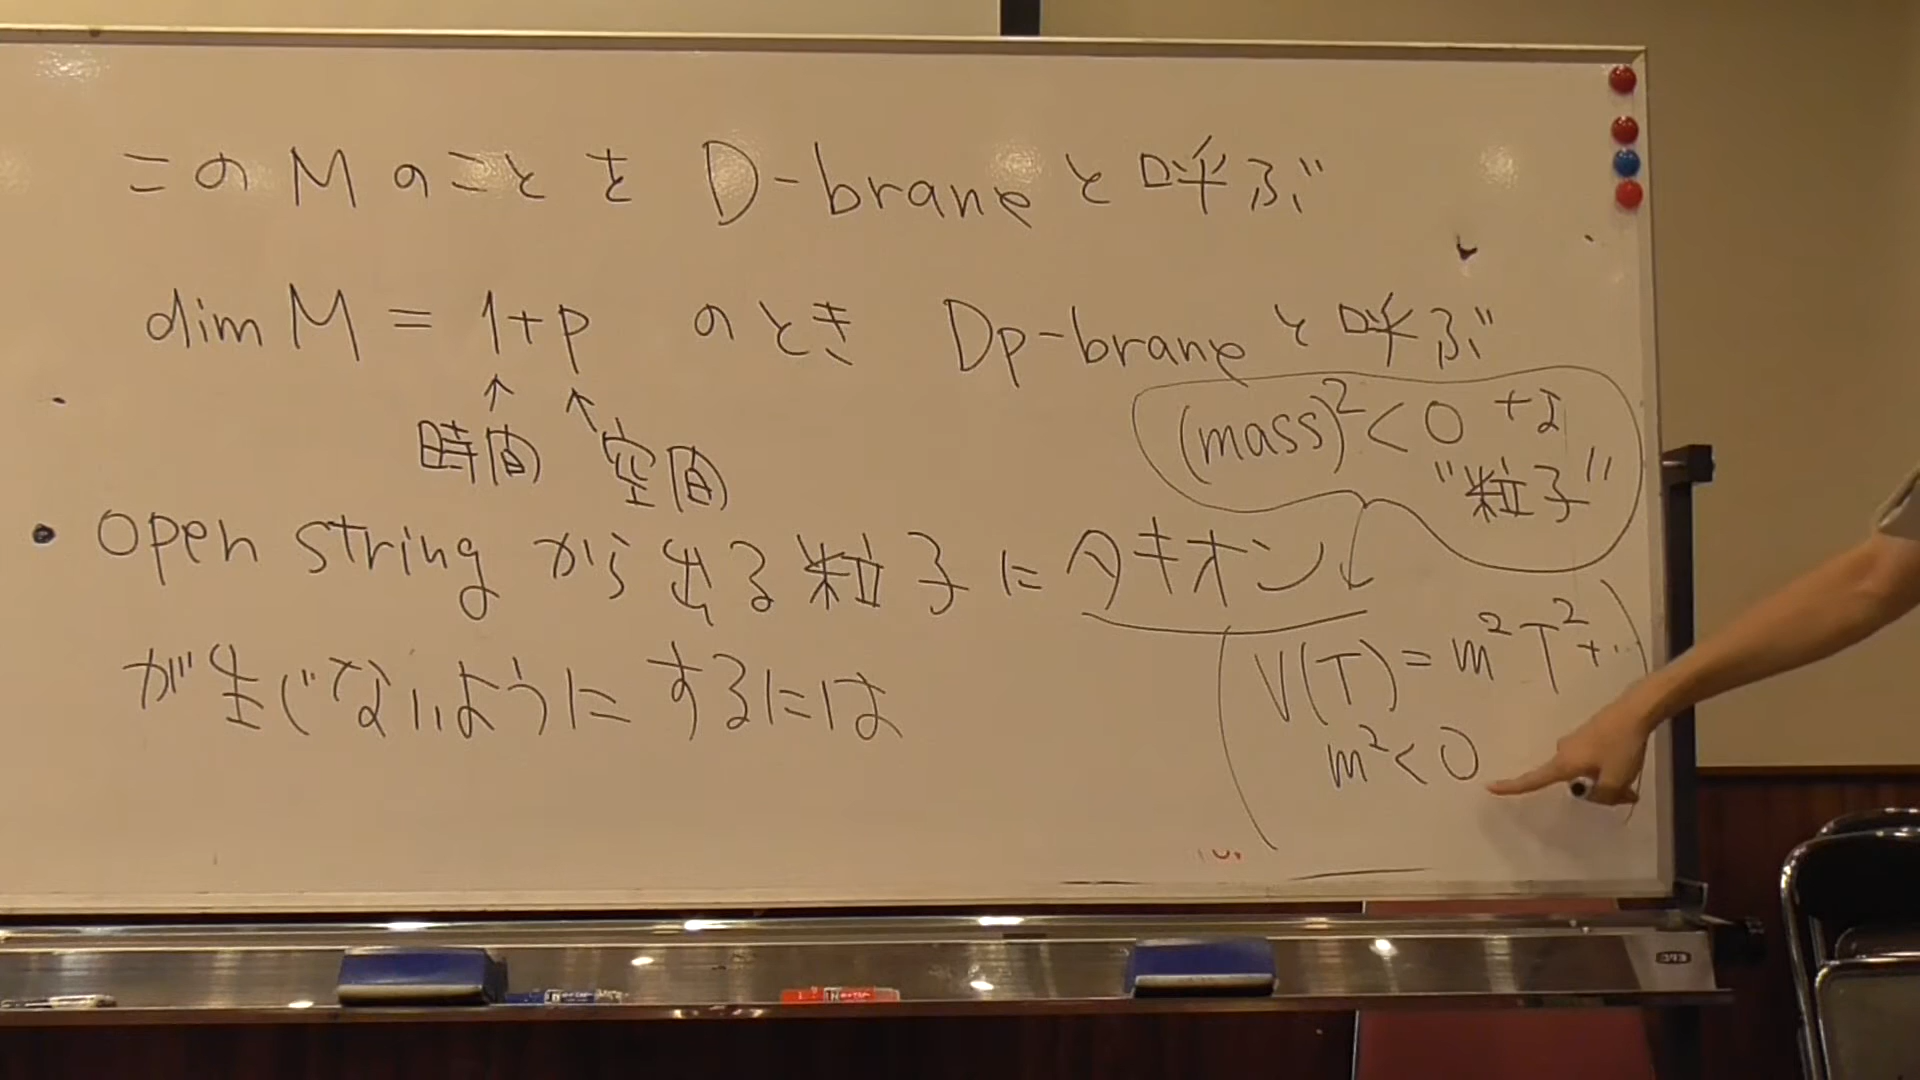 このMのことを D-braneと呼ぶ
dim M = 1+p のとき Dp-braneと呼ぶ
↑ ↖
時間 空間
(mass)² < 0 +る
"粒子"
• open string から出る粒子にタキオン
が生じないようにするには
V(T) = m²T²+..
m² < 0